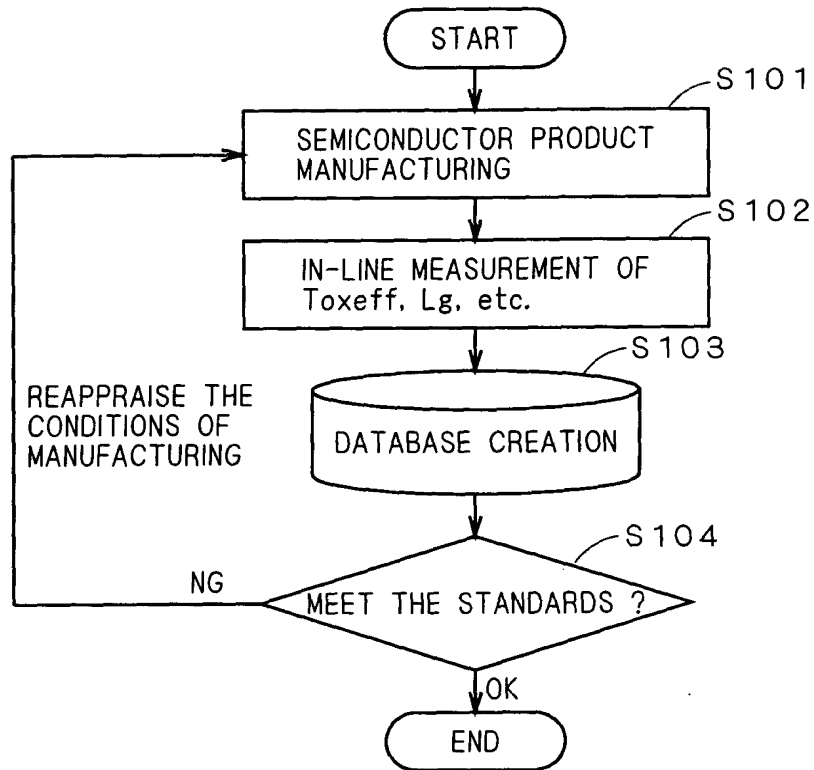 START
S101
SEMICONDUCTOR PRODUCT
MANUFACTURING
S102
IN-LINE MEASUREMENT OF
Toxeff, Lg, etc.
S103
REAPPRAISE THE
CONDITIONS OF
MANUFACTURING
DATABASE CREATION
S104
NG
MEET THE STANDARDS ?
OK
END